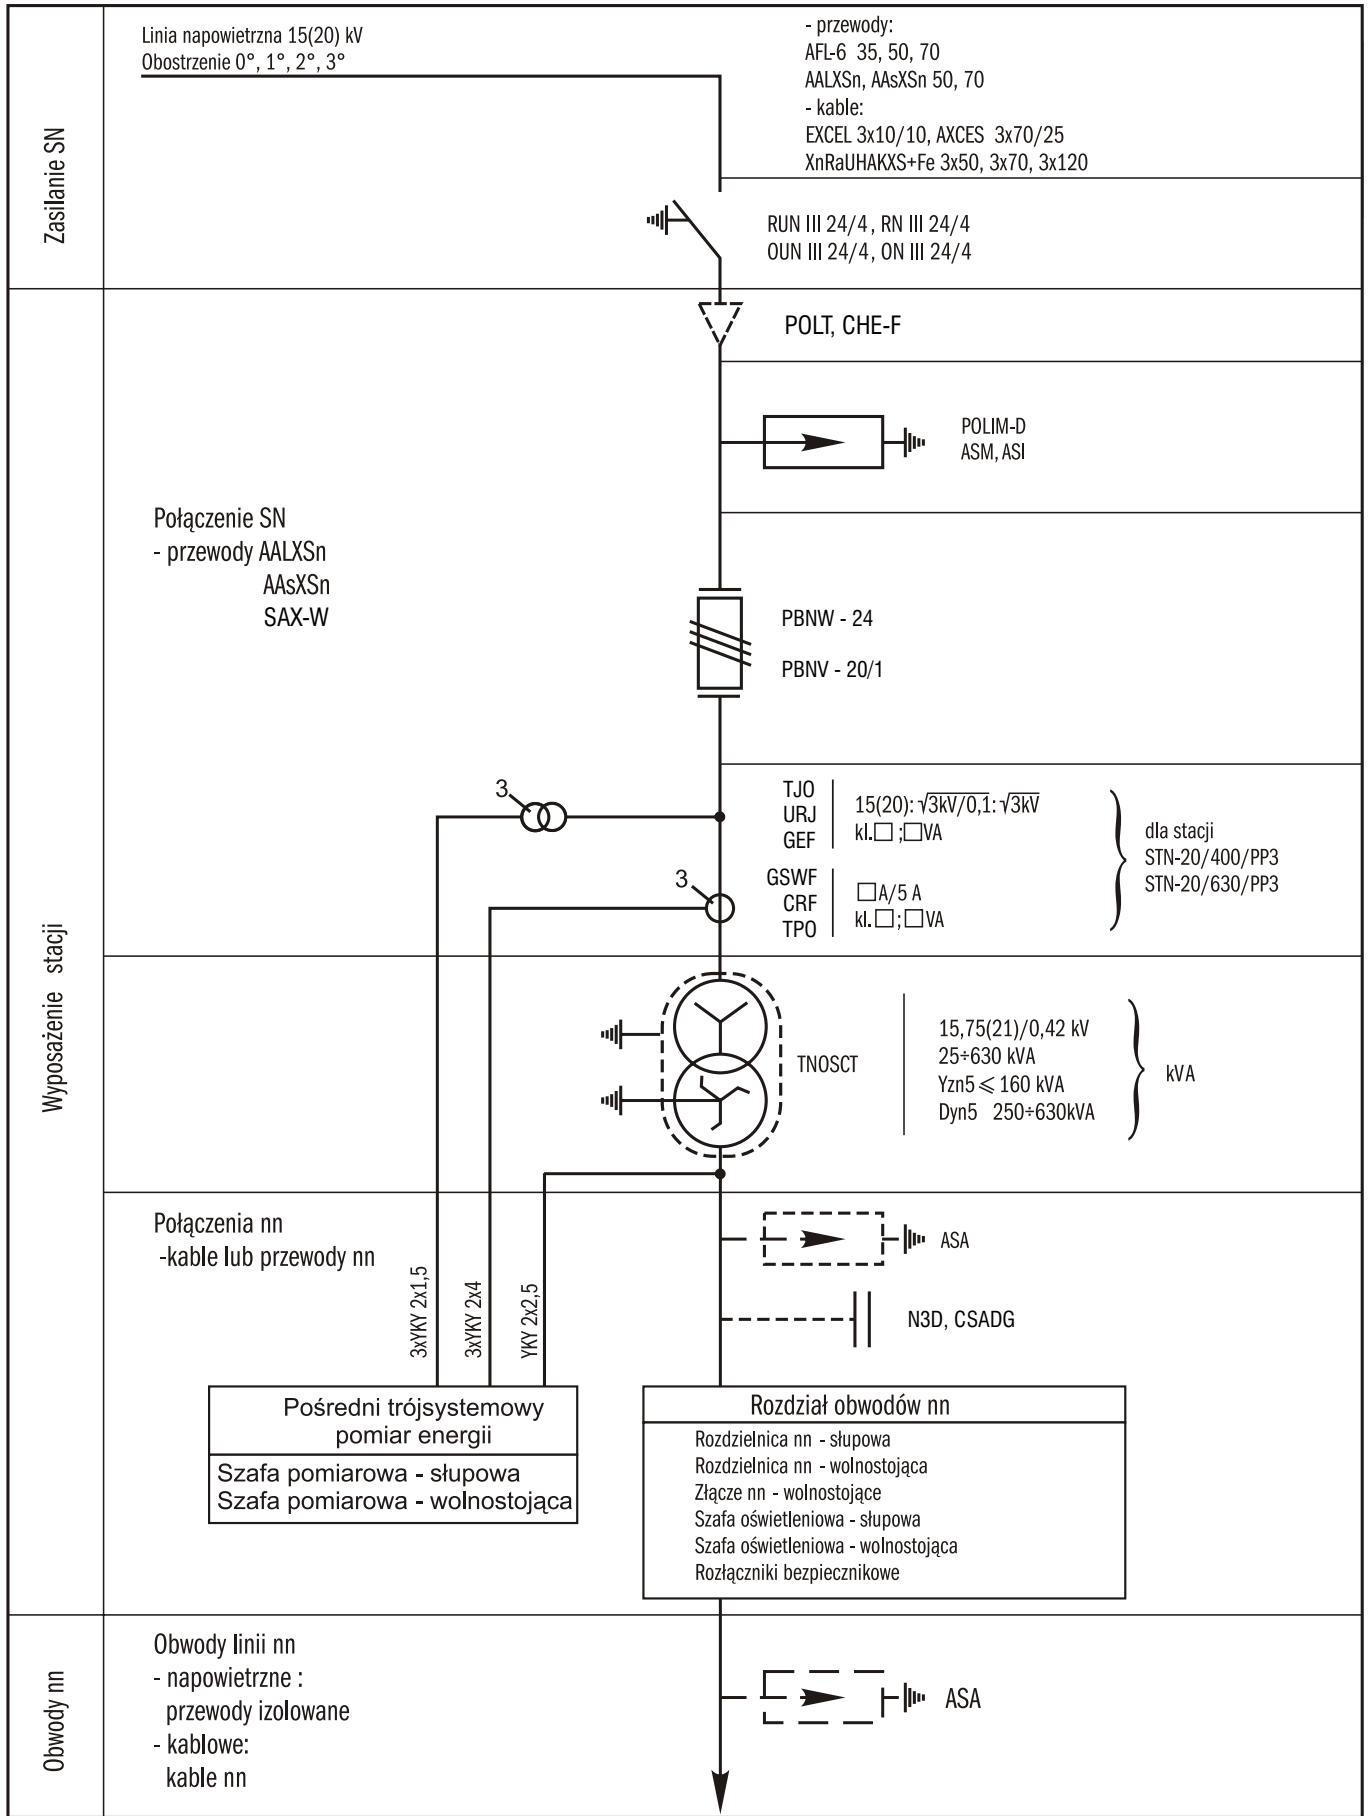 Zasilanie SN
Linia napowietrzna 15(20) kV
Obostrzenie 0°, 1°, 2°, 3°
- przewody:
AFL-6 35, 50, 70
AALXSn, AAsXSn 50, 70
- kable:
EXCEL 3x10/10, AXCES 3x70/25
XnRaUHAKXS+Fe 3x50, 3x70, 3x120
RUN III 24/4, RN III 24/4
OUN III 24/4, ON III 24/4
Wyposażenie stacji
POLT, CHE-F
POLIM-D
ASM, ASI
Połączenie SN
- przewody AALXSn
AAsXSn
SAX-W
PBNW - 24
PBNV - 20/1
3
TJO
URJ
GEF
15(20):√3kV/0,1:√3kV
kl.□ ;□VA
3
GSWF
CRF
TPO
□A/5 A
kl.□;□VA
dla stacji
STN-20/400/PP3
STN-20/630/PP3
TNOSCT
15,75(21)/0,42 kV
25÷630 kVA
Yzn5 ⩽ 160 kVA
Dyn5 250÷630kVA
kVA
Połączenia nn
-kable lub przewody nn
3xYKY 2x1,5
3xYKY 2x4
YKY 2x2,5
ASA
N3D, CSADG
Pośredni trójsystemowy
pomiar energii
Szafa pomiarowa - słupowa
Szafa pomiarowa - wolnostojąca
Rozdział obwodów nn
Rozdzielnica nn - słupowa
Rozdzielnica nn - wolnostojąca
Złącze nn - wolnostojące
Szafa oświetleniowa - słupowa
Szafa oświetleniowa - wolnostojąca
Rozłączniki bezpiecznikowe
Obwody nn
Obwody linii nn
- napowietrzne :
przewody izolowane
- kablowe:
kable nn
ASA